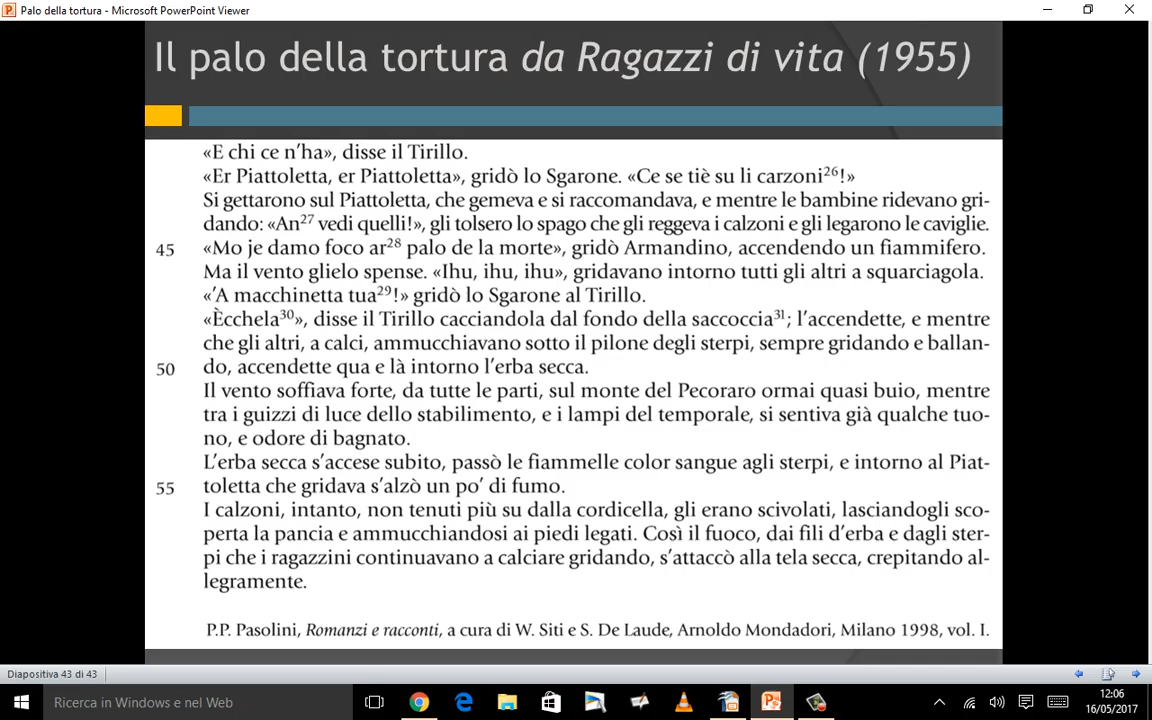 Palo della tortura - Microsoft PowerPoint Viewer
Il palo della tortura da Ragazzi di vita (1955)
«E chi ce n'ha», disse il Tirillo.
«Er Piattoletta, er Piattoletta», gridò lo Sgarone. «Ce se tiè su li carzoni26!»
Si gettarono sul Piattoletta, che gemeva e si raccomandava, e mentre le bambine ridevano gri-
dando: «An27 vedi quelli!», gli tolsero lo spago che gli reggeva i calzoni e gli legarono le caviglie.
45 «Mo je damo foco ar28 palo de la morte», gridò Armandino, accendendo un fiammifero.
Ma il vento glielo spense. «Ihu, ihu, ihu», gridavano intorno tutti gli altri a squarciagola.
«'A macchinetta tua29!» gridò lo Sgarone al Tirillo.
«Ècchela30», disse il Tirillo cacciandola dal fondo della saccoccia31; l'accendette, e mentre
che gli altri, a calci, ammucchiavano sotto il pilone degli sterpi, sempre gridando e ballan-
50 do, accendette qua e là intorno l'erba secca.
Il vento soffiava forte, da tutte le parti, sul monte del Pecoraro ormai quasi buio, mentre
tra i guizzi di luce dello stabilimento, e i lampi del temporale, si sentiva già qualche tuo-
no, e odore di bagnato.
L'erba secca s'accese subito, passò le fiammelle color sangue agli sterpi, e intorno al Piat-
55 toletta che gridava s'alzò un po' di fumo.
I calzoni, intanto, non tenuti più su dalla cordicella, gli erano scivolati, lasciandogli sco-
perta la pancia e ammucchiandosi ai piedi legati. Così il fuoco, dai fili d'erba e dagli ster-
pi che i ragazzini continuavano a calciare gridando, s'attaccò alla tela secca, crepitando al-
legramente.
P.P. Pasolini, Romanzi e racconti, a cura di W. Siti e S. De Laude, Arnoldo Mondadori, Milano 1998, vol. I.
Diapositiva 43 di 43
Ricerca in Windows e nel Web
12:06
16/05/2017